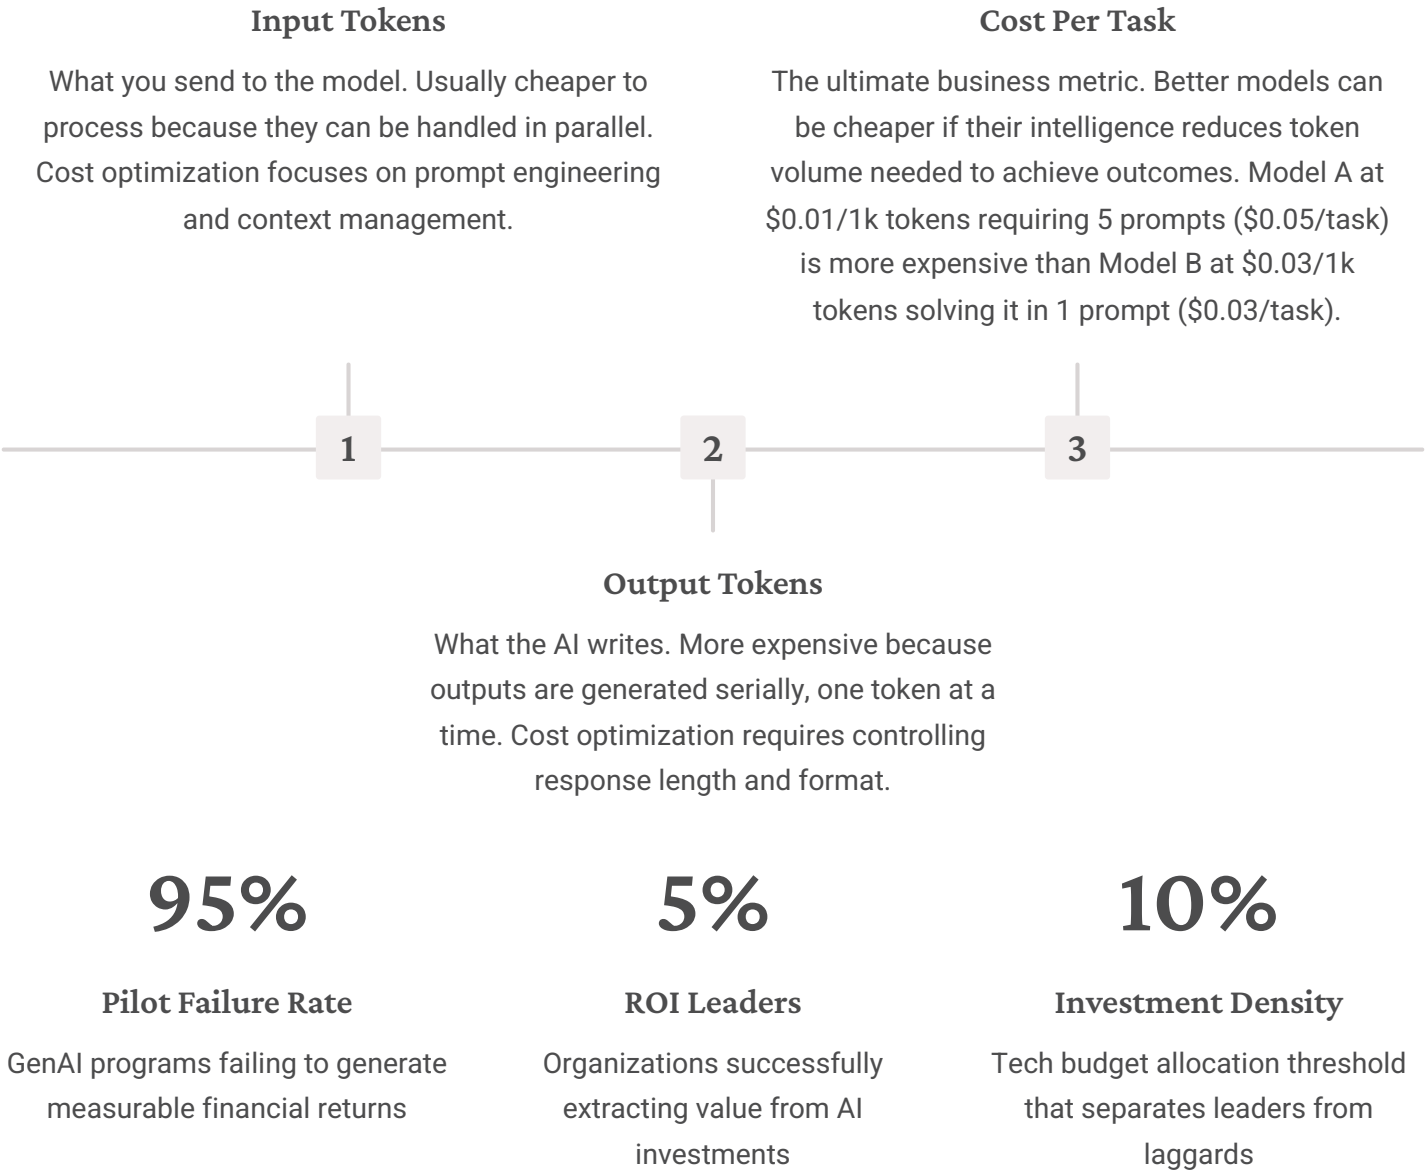 Input Tokens
What you send to the model. Usually cheaper to
process because they can be handled in parallel.
Cost optimization focuses on prompt engineering
and context management.
Cost Per Task
The ultimate business metric. Better models can
be cheaper if their intelligence reduces token
volume needed to achieve outcomes. Model A at
$0.01/1k tokens requiring 5 prompts ($0.05/task)
is more expensive than Model B at $0.03/1k
tokens solving it in 1 prompt ($0.03/task).
1
2
3
Output Tokens
What the AI writes. More expensive because
outputs are generated serially, one token at a
time. Cost optimization requires controlling
response length and format.
95%
Pilot Failure Rate
GenAI programs failing to generate
measurable financial returns
5%
ROI Leaders
Organizations successfully
extracting value from AI
investments
10%
Investment Density
Tech budget allocation threshold
that separates leaders from
laggards